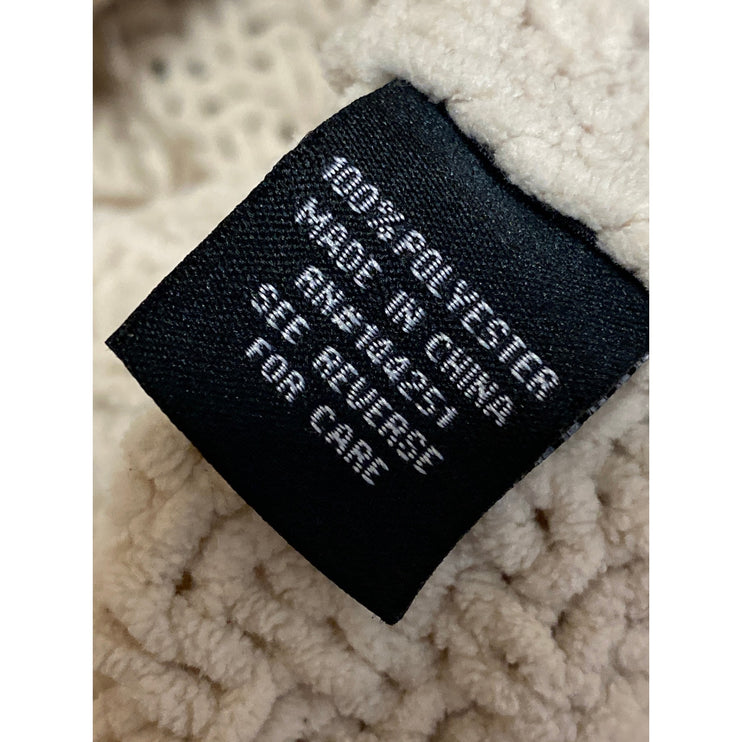 100%POLYESTER
MADE IN CHINA
RN#104251
SEE REVERSE
FOR CARE